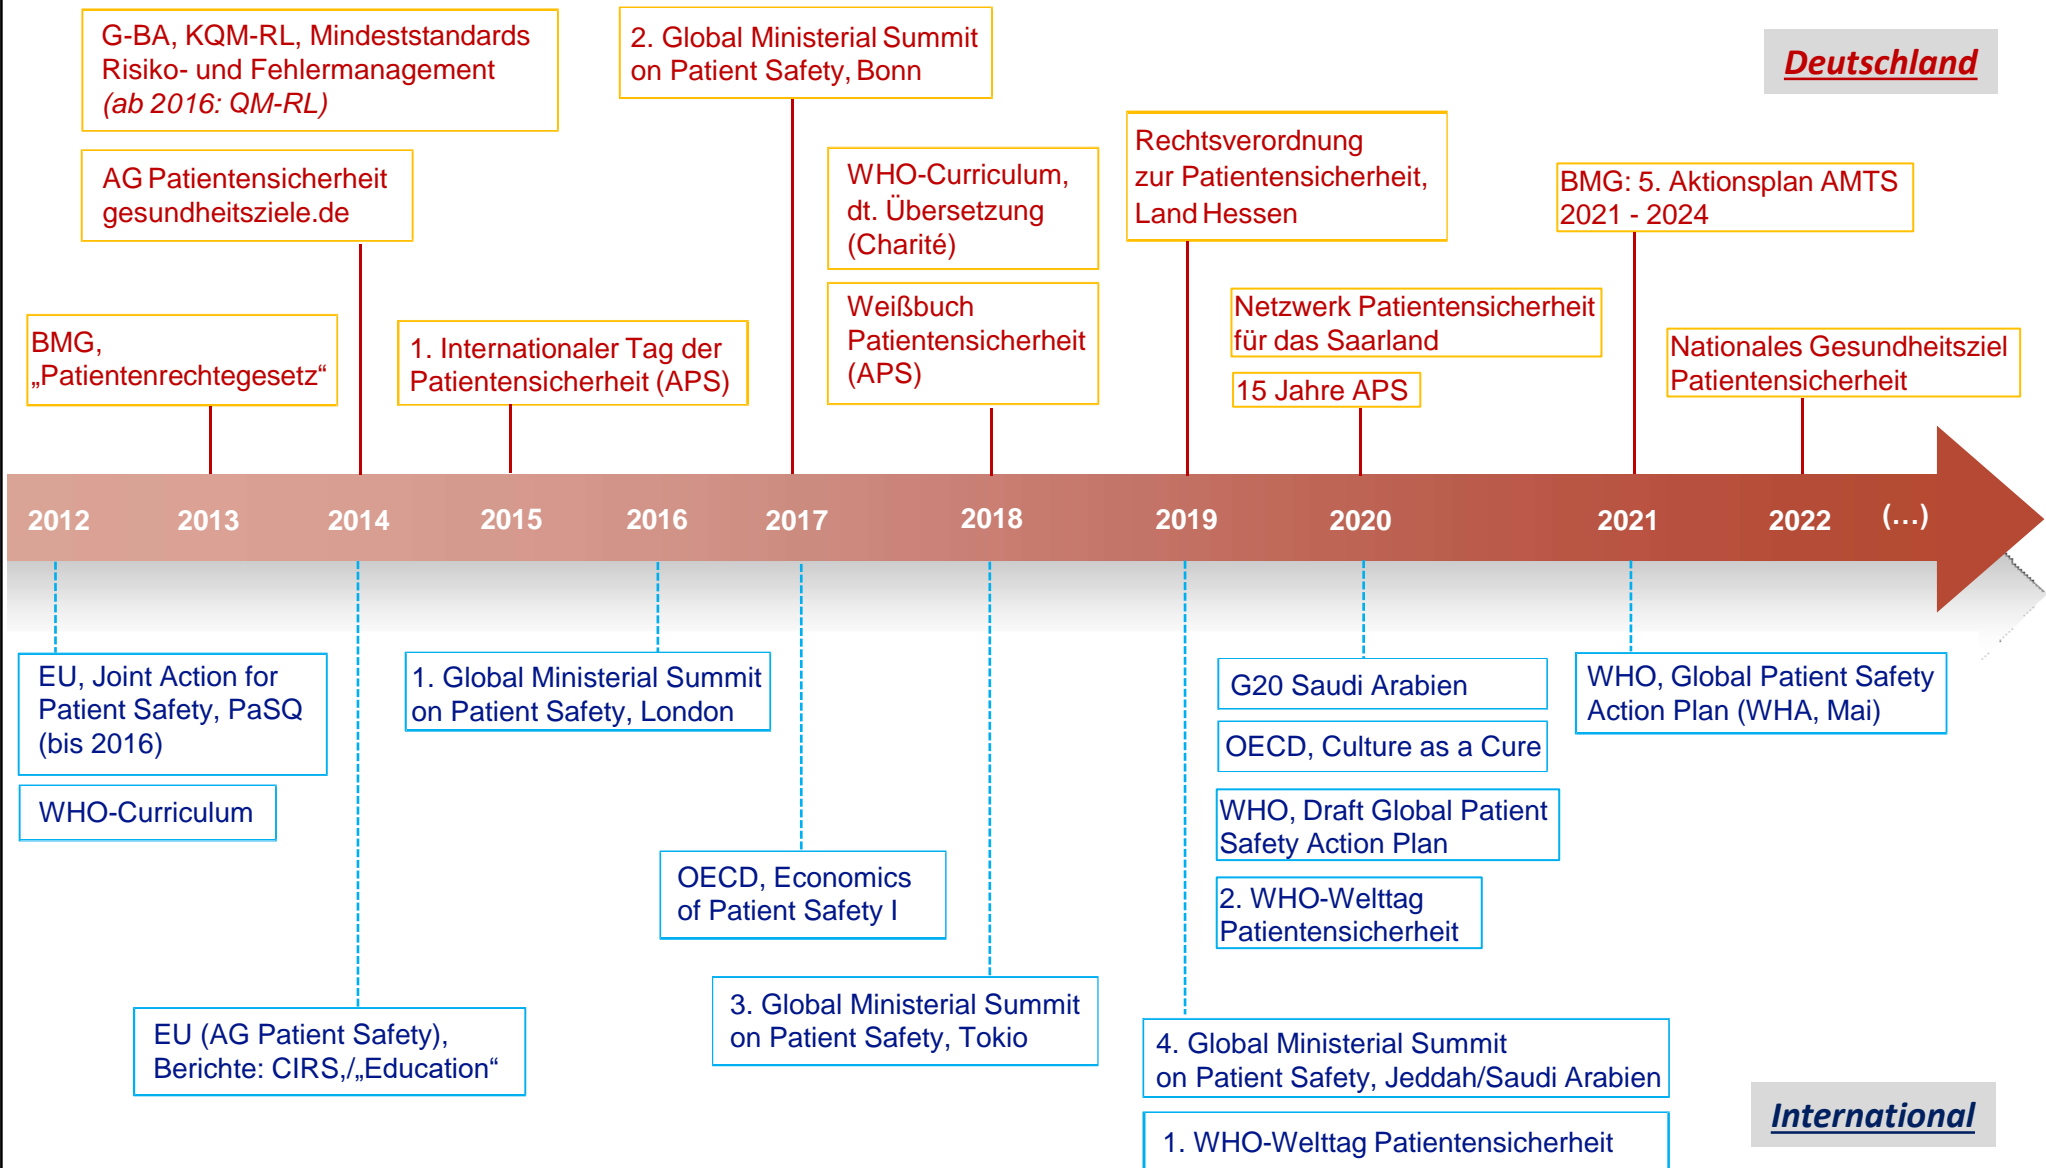 G-BA, KQM-RL, Mindeststandards
Risiko- und Fehlermanagement
(ab 2016: QM-RL)
2. Global Ministerial Summit
on Patient Safety, Bonn
Deutschland
AG Patientensicherheit
gesundheitsziele.de
WHO-Curriculum,
dt. Übersetzung
(Charité)
Rechtsverordnung
zur Patientensicherheit,
Land Hessen
BMG: 5. Aktionsplan AMTS
2021 - 2024
BMG,
„Patientenrechtegesetz“
1. Internationaler Tag der
Patientensicherheit (APS)
Weißbuch
Patientensicherheit
(APS)
Netzwerk Patientensicherheit
für das Saarland
15 Jahre APS
Nationales Gesundheitsziel
Patientensicherheit
2012 2013 2014 2015 2016 2017 2018 2019 2020 2021 2022 (...)
EU, Joint Action for
Patient Safety, PaSQ
(bis 2016)
WHO-Curriculum
1. Global Ministerial Summit
on Patient Safety, London
G20 Saudi Arabien
OECD, Culture as a Cure
WHO, Draft Global Patient
Safety Action Plan
2. WHO-Welttag
Patientensicherheit
WHO, Global Patient Safety
Action Plan (WHA, Mai)
OECD, Economics
of Patient Safety I
EU (AG Patient Safety),
Berichte: CIRS,/„Education“
3. Global Ministerial Summit
on Patient Safety, Tokio
4. Global Ministerial Summit
on Patient Safety, Jeddah/Saudi Arabien
1. WHO-Welttag Patientensicherheit
International